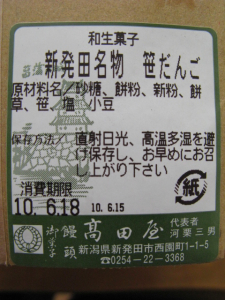 和生菓子
新発田名物 笹だんご
原材料名/砂糖、餅粉、新粉、餅
草、笹、塩、小豆
保存方法/ 直射日光、高温多湿を避
け保存し、お早めにお召
し上がり下さい
消費期限
10. 6.18 10. 6.15
紙
御菓子 饅頭 髙田屋 代表者 河栗三男
新潟県新発田市西園町1-1-5
☎0254-22-3368